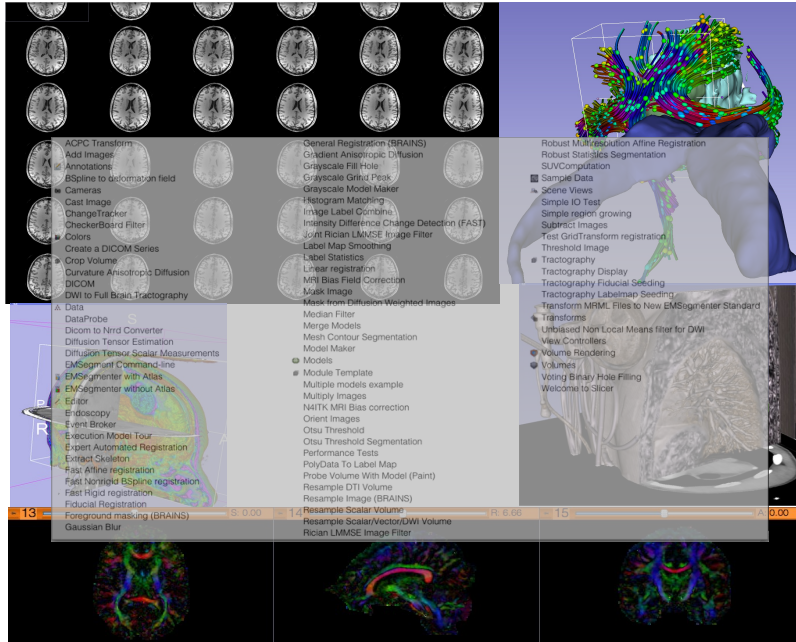 ACPC Transform
Add Images
Annotations
BSpline to deformation field
Cameras
Cast Image
ChangeTracker
CheckerBoard Filter
Colors
Create a DICOM Series
Crop Volume
Curvature Anisotropic Diffusion
DICOM
DWI to Full Brain Tractography
Data
DataProbe
Dicom to Nrrd Converter
Diffusion Tensor Estimation
Diffusion Tensor Scalar Measurements
EMSegment Command-line
EMSegmenter with Atlas
EMSegmenter without Atlas
Editor
Endoscopy
Event Broker
Execution Model Tour
Expert Automated Registration
Extract Skeleton
Fast Affine registration
Fast Nonrigid BSpline registration
Fast Rigid registration
Fiducial Registration
Foreground masking (BRAINS)
Gaussian Blur
General Registration (BRAINS)
Gradient Anisotropic Diffusion
Grayscale Fill Hole
Grayscale Grind Peak
Grayscale Model Maker
Histogram Matching
Image Label Combine
Intensity Difference Change Detection (FAST)
Joint Rician LMMSE Image Filter
Label Map Smoothing
Label Statistics
Linear registration
MRI Bias Field Correction
Mask Image
Mask from Diffusion Weighted Images
Median Filter
Merge Models
Mesh Contour Segmentation
Model Maker
Models
Module Template
Multiple models example
Multiply Images
N4ITK MRI Bias correction
Orient Images
Otsu Threshold
Otsu Threshold Segmentation
Performance Tests
PolyData To Label Map
Probe Volume With Model (Paint)
Resample DTI Volume
Resample Image (BRAINS)
Resample Scalar Volume
Resample Scalar/Vector/DWI Volume
Rician LMMSE Image Filter
Robust Multiresolution Affine Registration
Robust Statistics Segmentation
SUVComputation
Sample Data
Scene Views
Simple IO Test
Simple region growing
Subtract Images
Test GridTransform registration
Threshold Image
Tractography
Tractography Display
Tractography Fiducial Seeding
Tractography Labelmap Seeding
Transform MRML Files to New EMSegmenter Standard
Transforms
Unbiased Non Local Means filter for DWI
View Controllers
Volume Rendering
Volumes
Voting Binary Hole Filling
Welcome to Slicer
S
P
R
A
13 S: 0.00
14 R: 6.66
15 A: 0.00